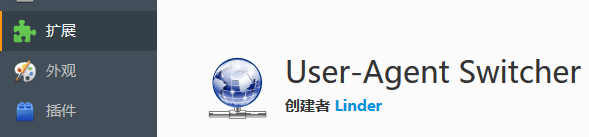 扩展
外观
插件
User-Agent Switcher
创建者 Linder